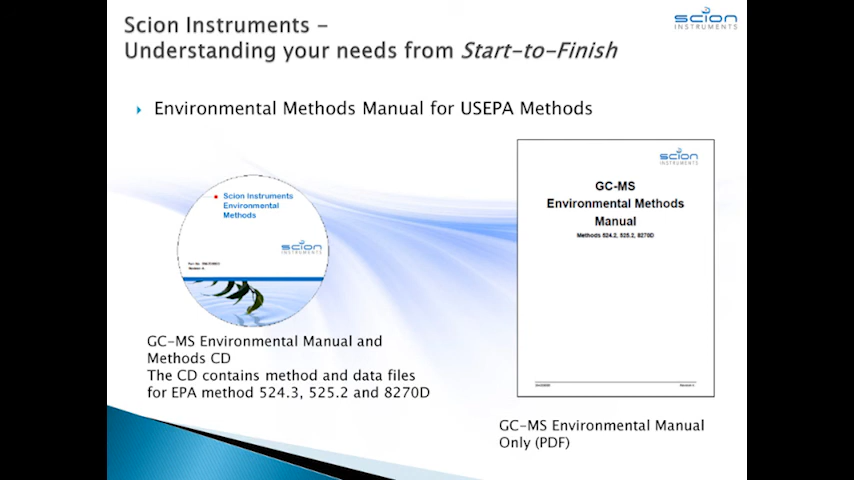 Scion Instruments –
Understanding your needs from Start-to-Finish
scion
INSTRUMENTS
Environmental Methods Manual for USEPA Methods
Scion Instruments
Environmental
Methods
scion
INSTRUMENTS
GC-MS Environmental Manual and
Methods CD
The CD contains method and data files
for EPA method 524.3, 525.2 and 8270D
scion
INSTRUMENTS
GC-MS
Environmental Methods
Manual
Methods 524.2, 525.2, 8270D
GC-MS Environmental Manual
Only (PDF)